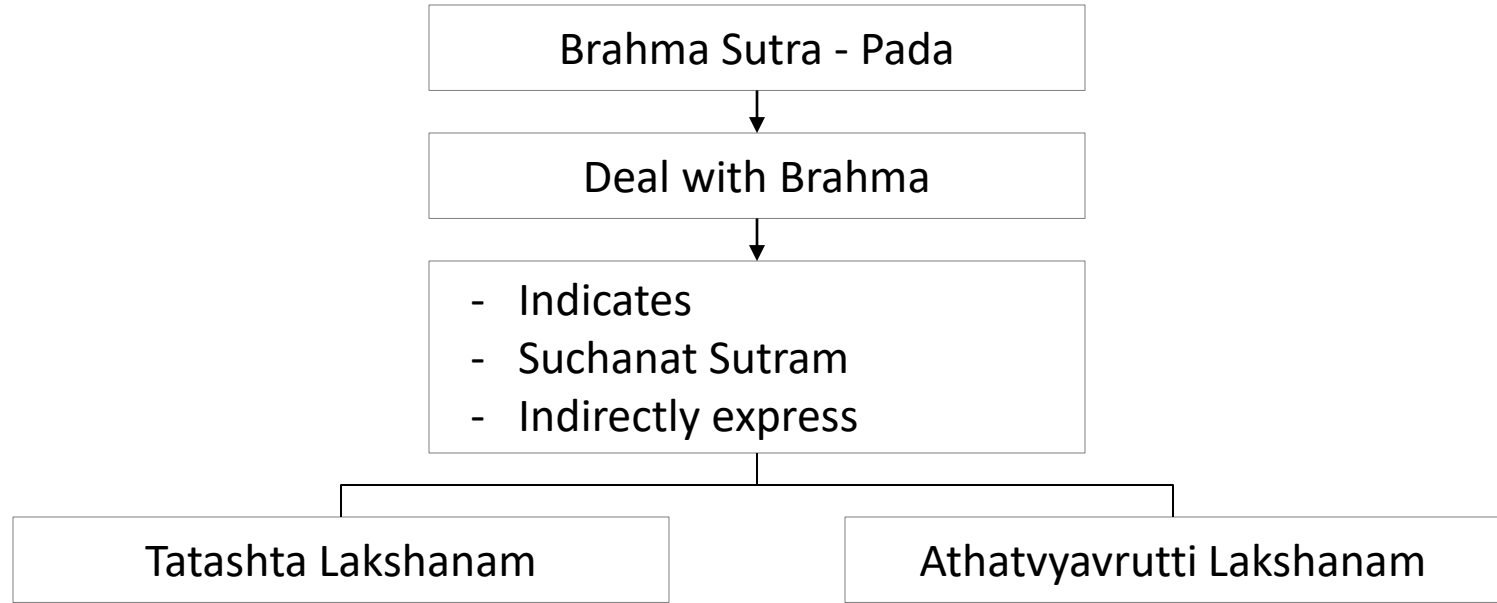 Brahma Sutra - Pada
Deal with Brahma
- Indicates
- Suchanat Sutram
- Indirectly express
Tatashta Lakshanam
Athatvyavrutti Lakshanam